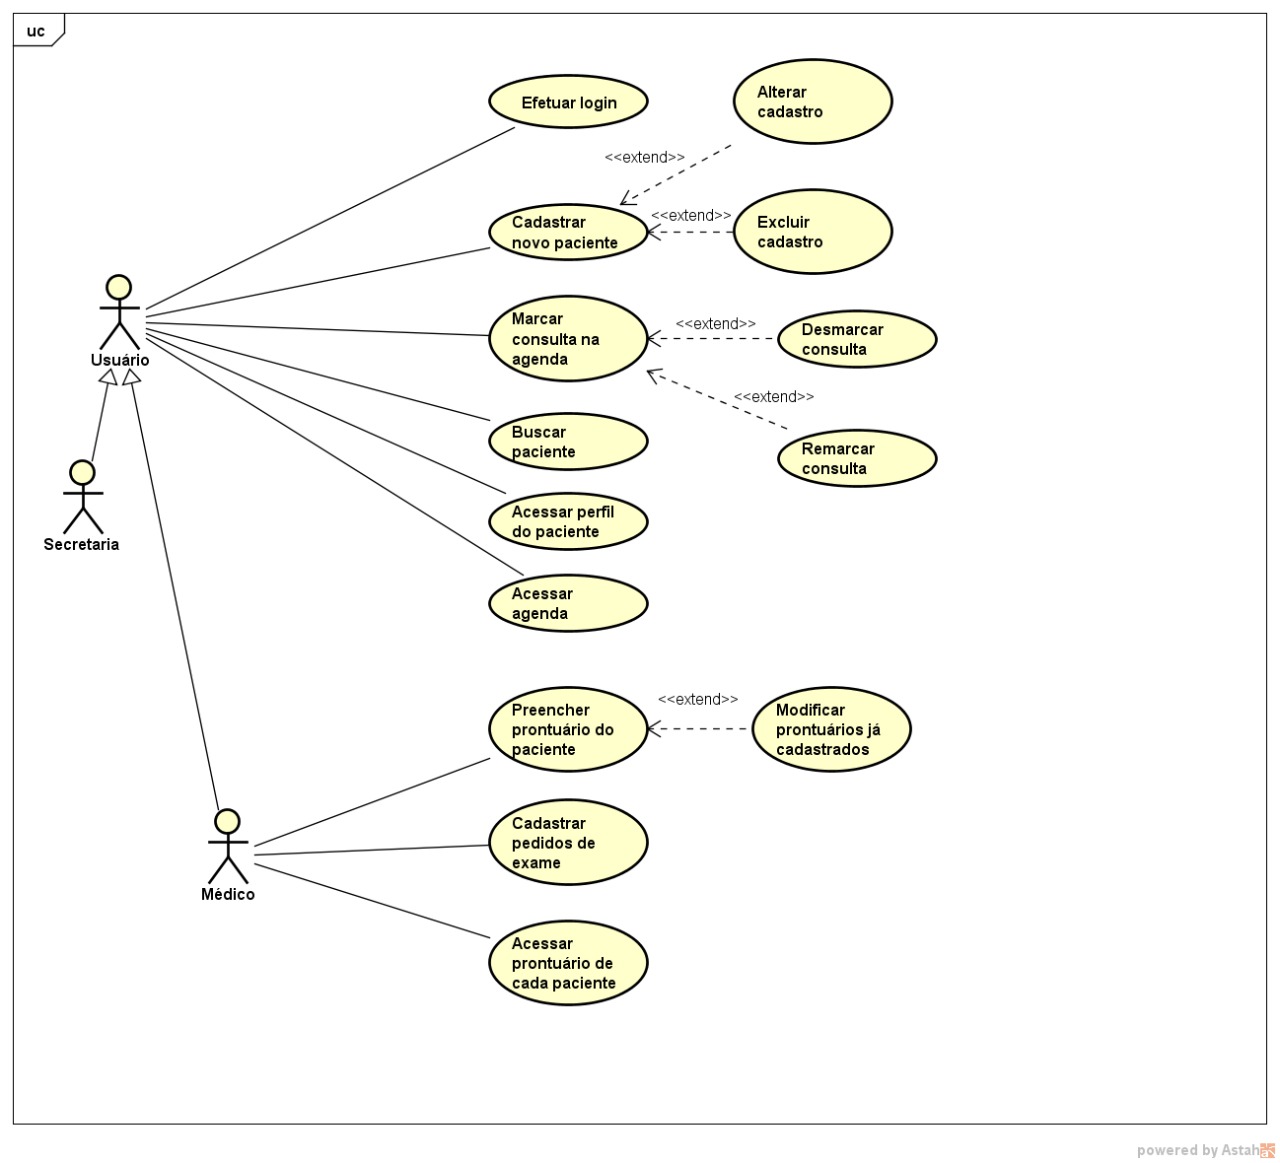 uc
Efetuar login
Alterar
cadastro
<<extend>>
Cadastrar
novo paciente
<<extend>>
Excluir
cadastro
Usuário
Marcar
consulta na
agenda
<<extend>>
Desmarcar
consulta
<<extend>>
Remarcar
consulta
Buscar
paciente
Acessar perfil
do paciente
Secretaria
Acessar
agenda
Preencher
prontuário do
paciente
<<extend>>
Modificar
prontuários já
cadastrados
Médico
Cadastrar
pedidos de
exame
Acessar
prontuário de
cada paciente
powered by Astah